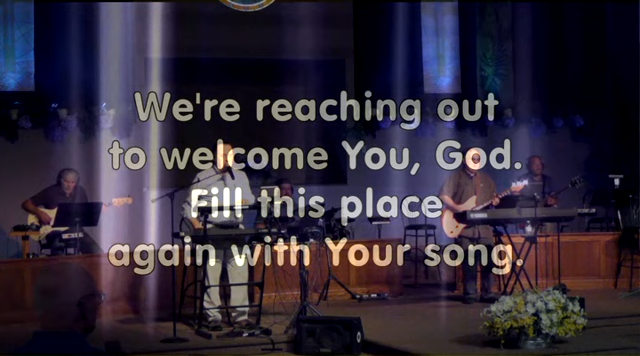 We're reaching out
to welcome You, God.
Fill this place
again with Your song.